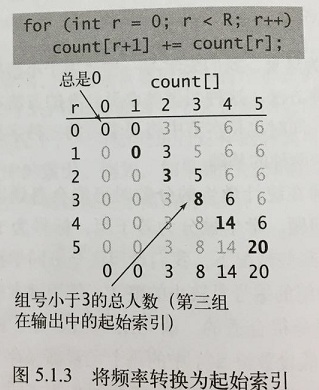 for (int r = 0; r < R; r++)
count[r+1] += count[r];
总是0
count[]
r 0 1 2 3 4 5
0 0 0 3 5 6 6
1 0 0 3 5 6 6
2 0 0 3 5 6 6
3 0 0 3 8 6 6
4 0 0 3 8 14 6
5 0 0 3 8 14 20
0 0 3 8 14 20
组号小于3的总人数（第三组
在输出中的起始索引）
图 5.1.3 将频率转换为起始索引